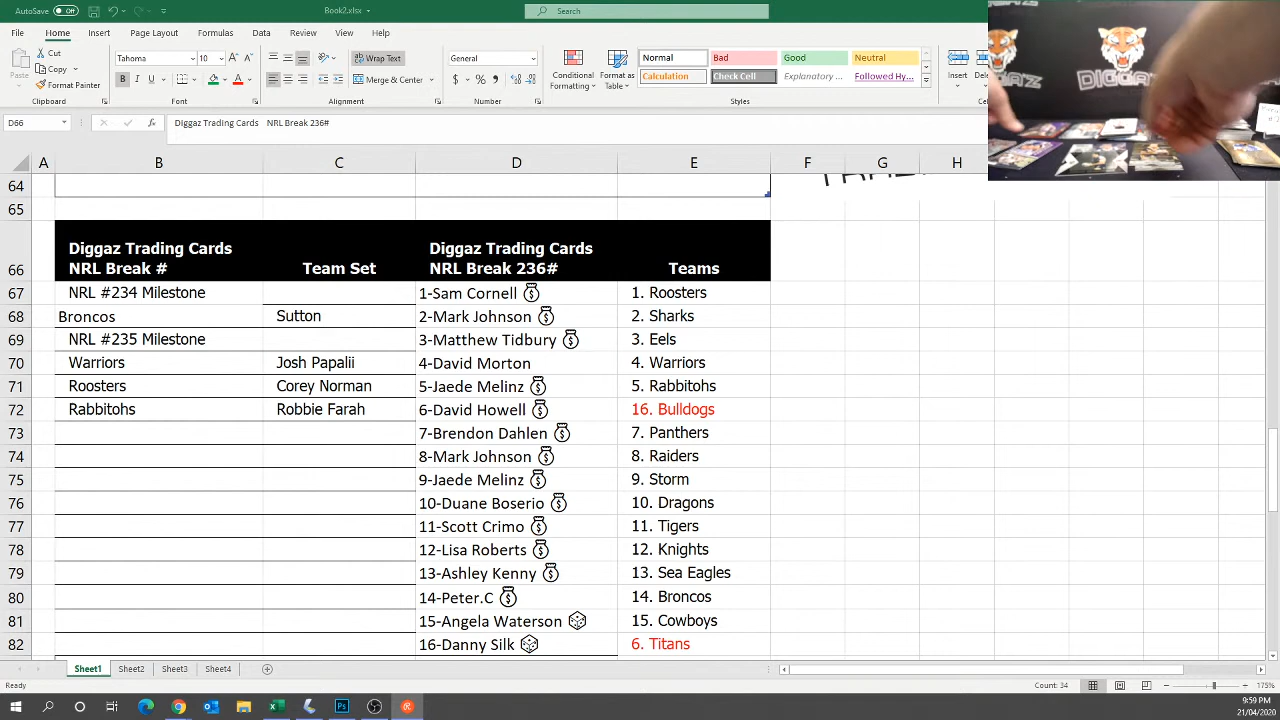 AutoSave Off Book2.xlsx Search
File Home Insert Page Layout Formulas Data Review View Help
Paste Cut Copy Format Painter Clipboard
Tahoma 10 B I U Font
Wrap Text Merge & Center Alignment
General $ % Number
Conditional Formatting Format as Table
Normal Bad Good Neutral
Calculation Check Cell Explanatory ... Followed Hy...
Styles
Insert
DIGGAZ
D66 Diggaz Trading Cards NRL Break 236#
A B C D E F G H
64
65
66 Diggaz Trading Cards NRL Break # Team Set Diggaz Trading Cards NRL Break 236# Teams
67 NRL #234 Milestone 1-Sam Cornell 1. Roosters
68 Broncos Sutton 2-Mark Johnson 2. Sharks
69 NRL #235 Milestone 3-Matthew Tidbury 3. Eels
70 Warriors Josh Papalii 4-David Morton 4. Warriors
71 Roosters Corey Norman 5-Jaede Melinz 5. Rabbitohs
72 Rabbitohs Robbie Farah 6-David Howell 16. Bulldogs
73 7-Brendon Dahlen 7. Panthers
74 8-Mark Johnson 8. Raiders
75 9-Jaede Melinz 9. Storm
76 10-Duane Boserio 10. Dragons
77 11-Scott Crimo 11. Tigers
78 12-Lisa Roberts 12. Knights
79 13-Ashley Kenny 13. Sea Eagles
80 14-Peter.C 14. Broncos
81 15-Angela Waterson 15. Cowboys
82 16-Danny Silk 6. Titans
Sheet1 Sheet2 Sheet3 Sheet4
Ready Count: 34 175%
9:59 PM
21/04/2020